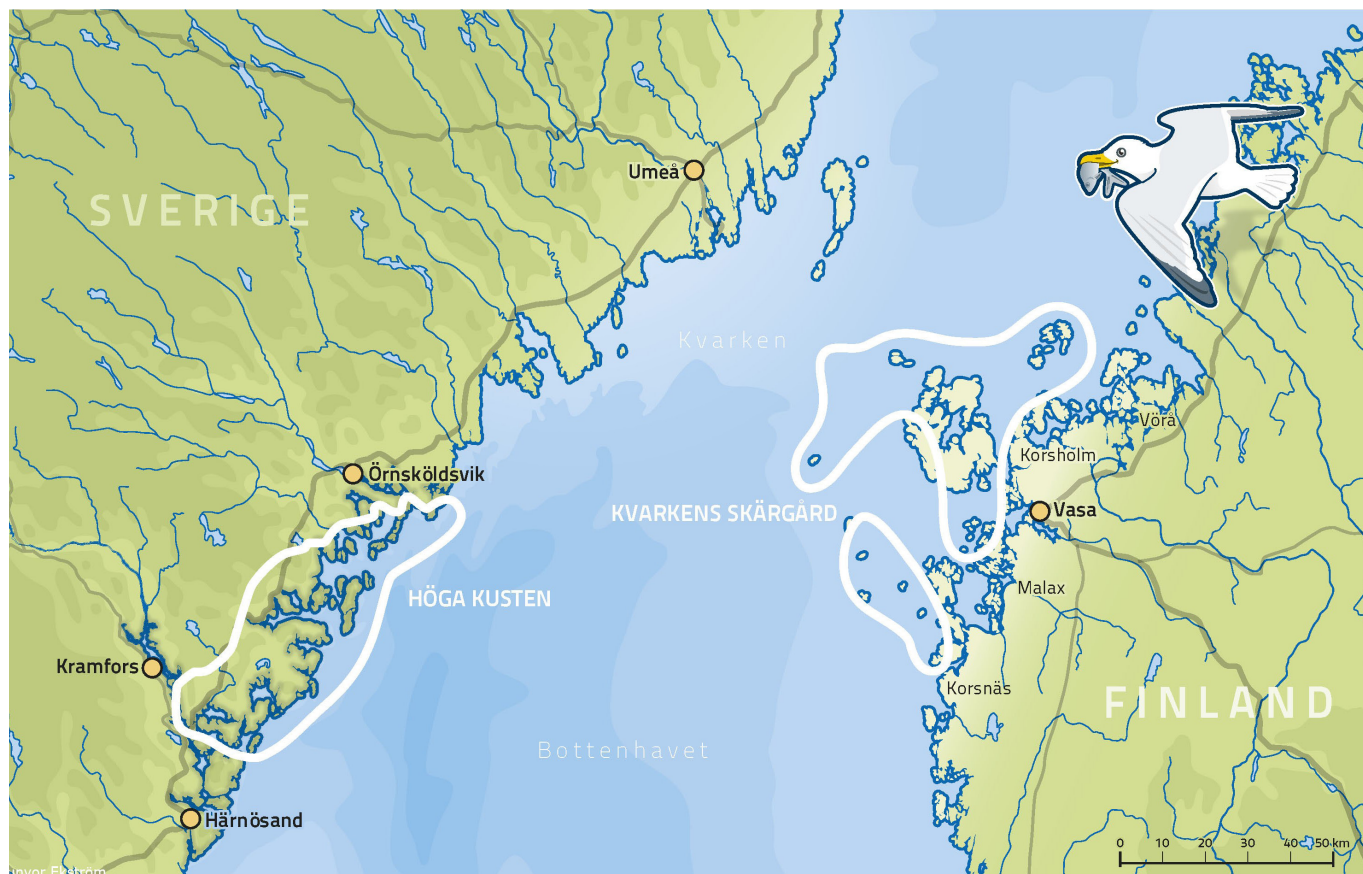 Umeå
SVERIGE
Kvarken
Vörå
Korsholm
Örnsköldsvik
KVARKENS SKÄRGÅRD
Vasa
Malax
HÖGA KUSTEN
Kramfors
Korsnäs
FINLAND
Bottenhavet
Härnösand
0 10 20 30 40 50 km
Ekström